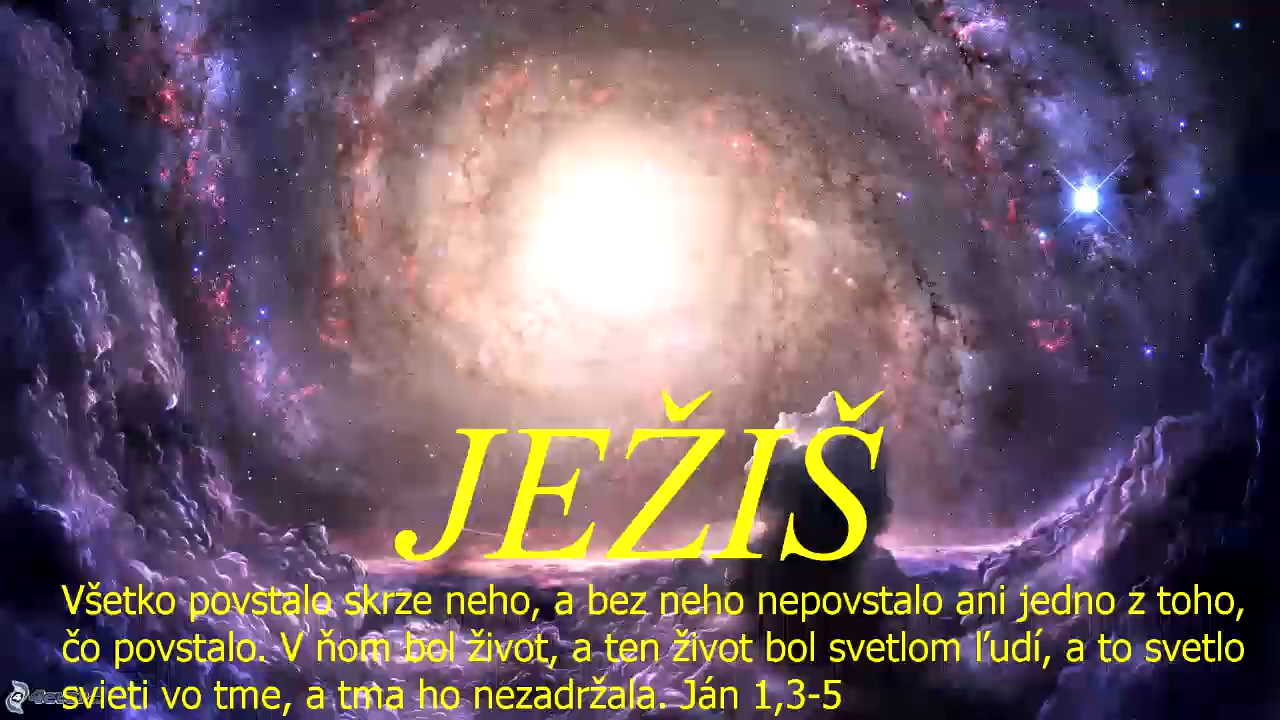 JEŽIŠ
Všetko povstalo skrze neho, a bez neho nepovstalo ani jedno z toho,
čo povstalo. V ňom bol život, a ten život bol svetlom ľudí, a to svetlo
svieti vo tme, a tma ho nezadržala. Ján 1,3-5